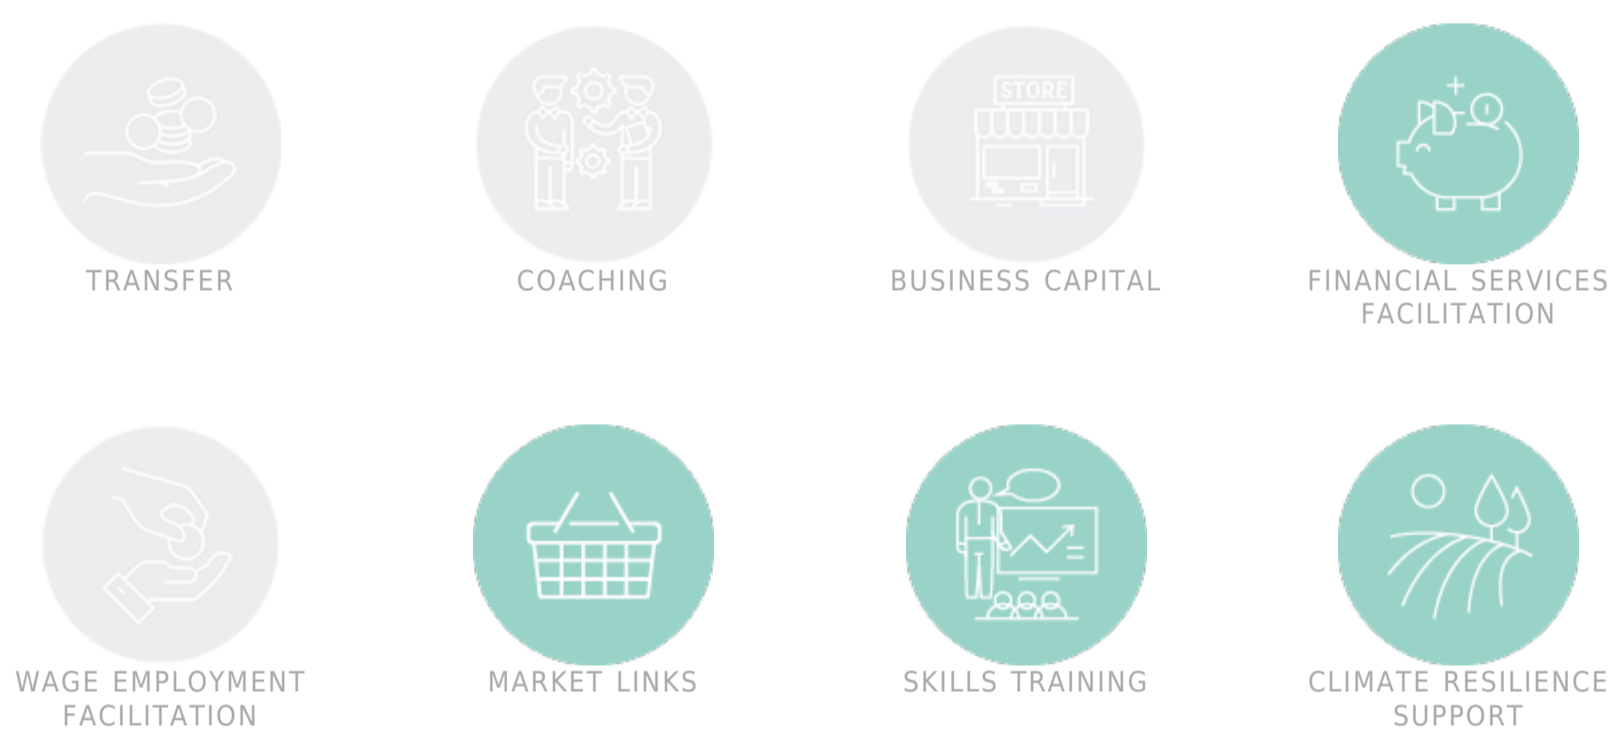 STORE
TRANSFER
COACHING
BUSINESS CAPITAL
FINANCIAL SERVICES
FACILITATION
WAGE EMPLOYMENT
FACILITATION
MARKET LINKS
SKILLS TRAINING
CLIMATE RESILIENCE
SUPPORT